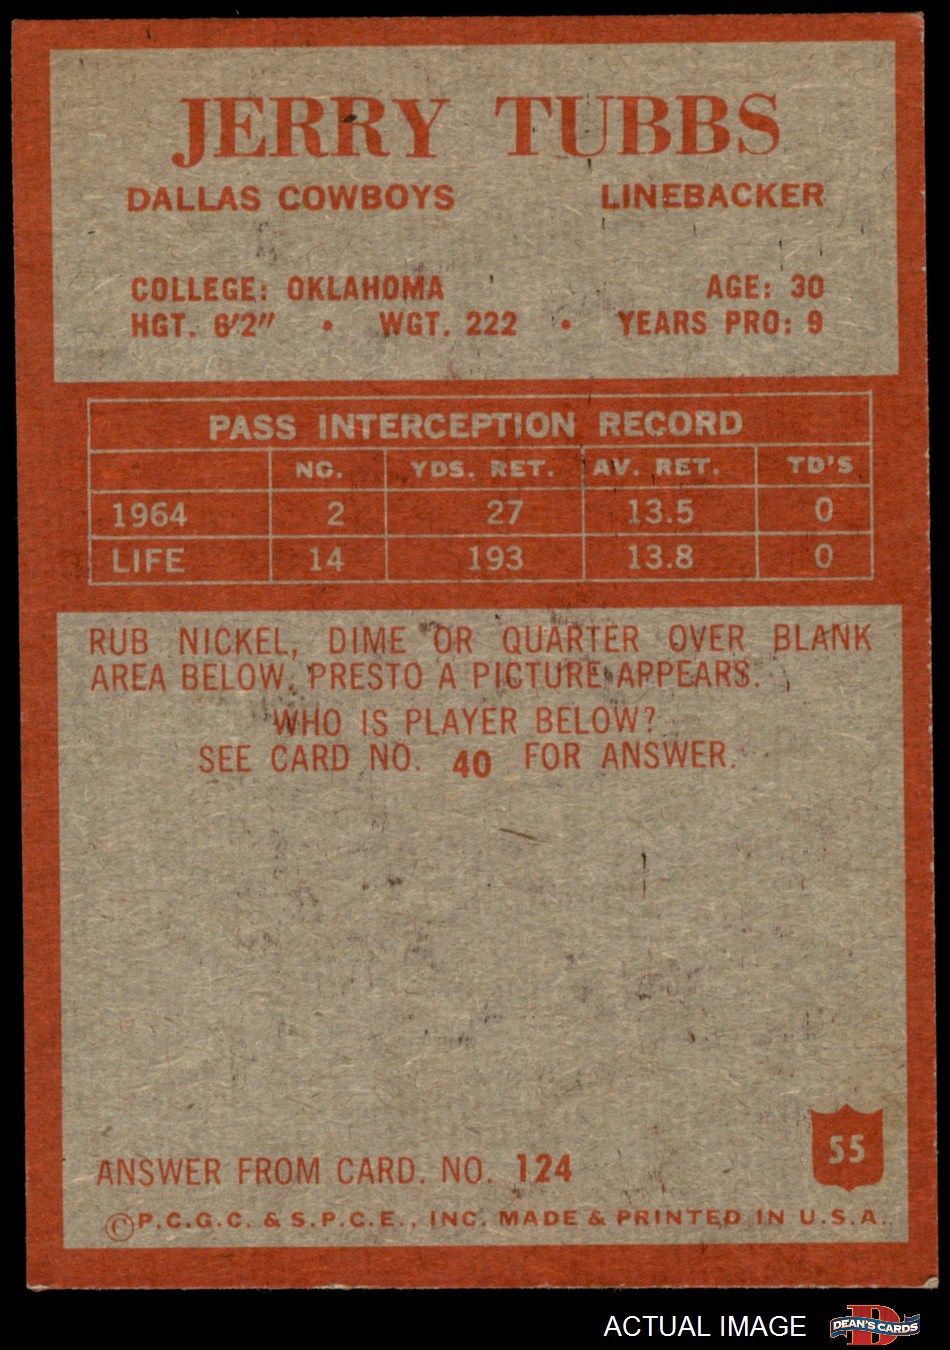 JERRY TUBBS
DALLAS COWBOYS LINEBACKER
COLLEGE: OKLAHOMA AGE: 30
HGT. 6'2" • WGT. 222 • YEARS PRO: 9
PASS INTERCEPTION RECORD
NO. YDS. RET. AV. RET. TD'S
1964 2 27 13.5 0
LIFE 14 193 13.8 0
RUB NICKEL, DIME OR QUARTER OVER BLANK
AREA BELOW. PRESTO A PICTURE APPEARS.
WHO IS PLAYER BELOW?
SEE CARD NO. 40 FOR ANSWER.
55
ANSWER FROM CARD. NO. 124
©P.C.G.C. & S.P.C.E., INC. MADE & PRINTED IN U.S.A.
ACTUAL IMAGE
DEAN'S CARDS